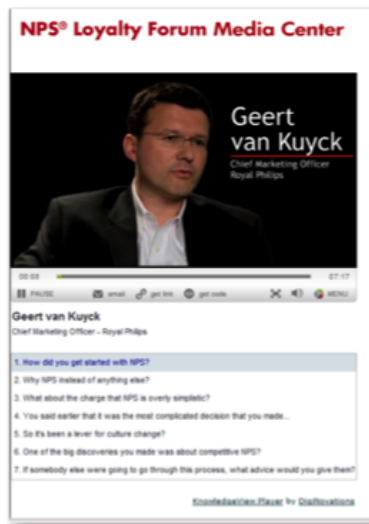 NPS® Loyalty Forum Media Center
Geert
van Kuyck
Chief Marketing Officer
Royal Philips
00:08
07:17
PAUSE email get link get code MENU
Geert van Kuyck
Chief Marketing Officer - Royal Philips
1. How did you get started with NPS?
2. Why NPS instead of anything else?
3. What about the charge that NPS is overly simplistic?
4. You said earlier that it was the most complicated decision that you made...
5. So it's been a lever for culture change?
6. One of the big discoveries you made was about competitive NPS?
7. If somebody else were going to go through this process, what advice would you give them?
KnowledgeView Player by DigiNovations